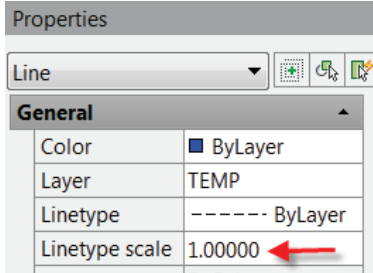 Properties
Line
General
Color ByLayer
Layer TEMP
Linetype ByLayer
Linetype scale 1.00000